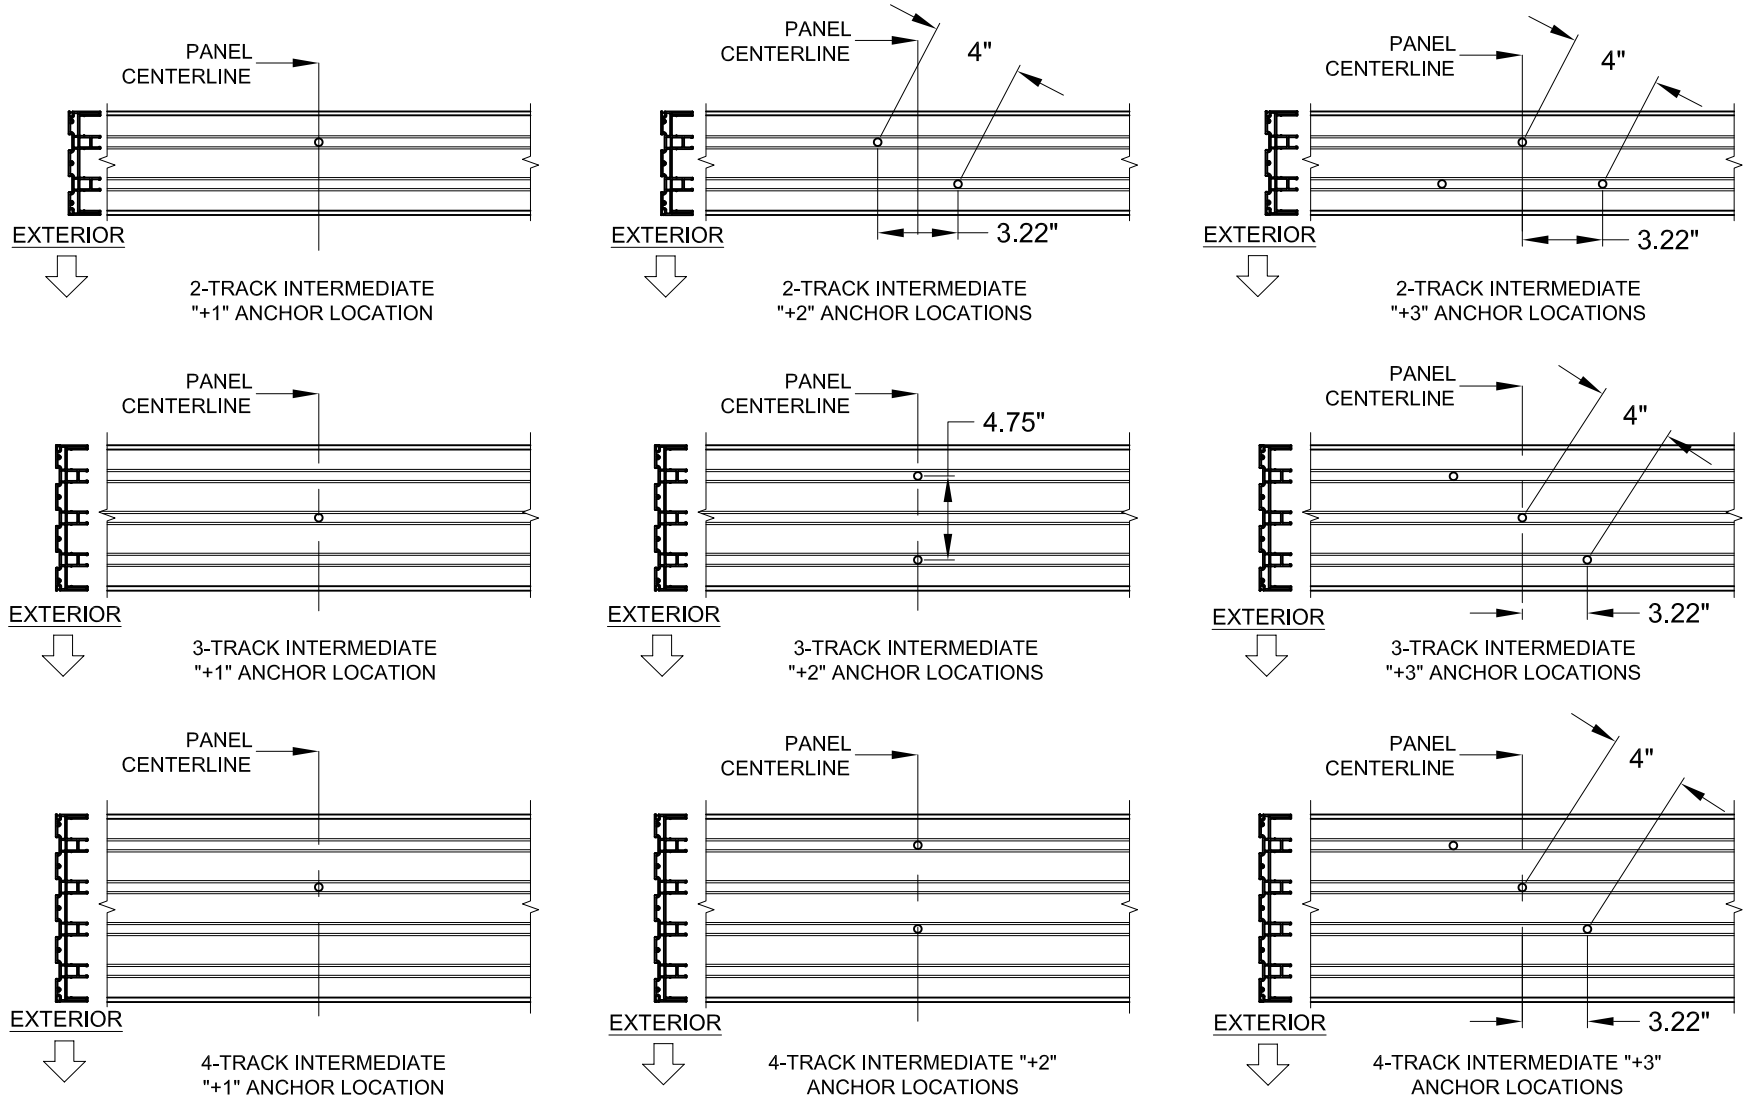 PANEL
CENTERLINE
EXTERIOR
2-TRACK INTERMEDIATE
"+1" ANCHOR LOCATION
PANEL
CENTERLINE
4"
3.22"
EXTERIOR
2-TRACK INTERMEDIATE
"+2" ANCHOR LOCATIONS
PANEL
CENTERLINE
4"
3.22"
EXTERIOR
2-TRACK INTERMEDIATE
"+3" ANCHOR LOCATIONS
PANEL
CENTERLINE
EXTERIOR
3-TRACK INTERMEDIATE
"+1" ANCHOR LOCATION
PANEL
CENTERLINE
4.75"
EXTERIOR
3-TRACK INTERMEDIATE
"+2" ANCHOR LOCATIONS
PANEL
CENTERLINE
4"
3.22"
EXTERIOR
3-TRACK INTERMEDIATE
"+3" ANCHOR LOCATIONS
PANEL
CENTERLINE
EXTERIOR
4-TRACK INTERMEDIATE
"+1" ANCHOR LOCATION
PANEL
CENTERLINE
EXTERIOR
4-TRACK INTERMEDIATE "+2"
ANCHOR LOCATIONS
PANEL
CENTERLINE
4"
3.22"
EXTERIOR
4-TRACK INTERMEDIATE "+3"
ANCHOR LOCATIONS